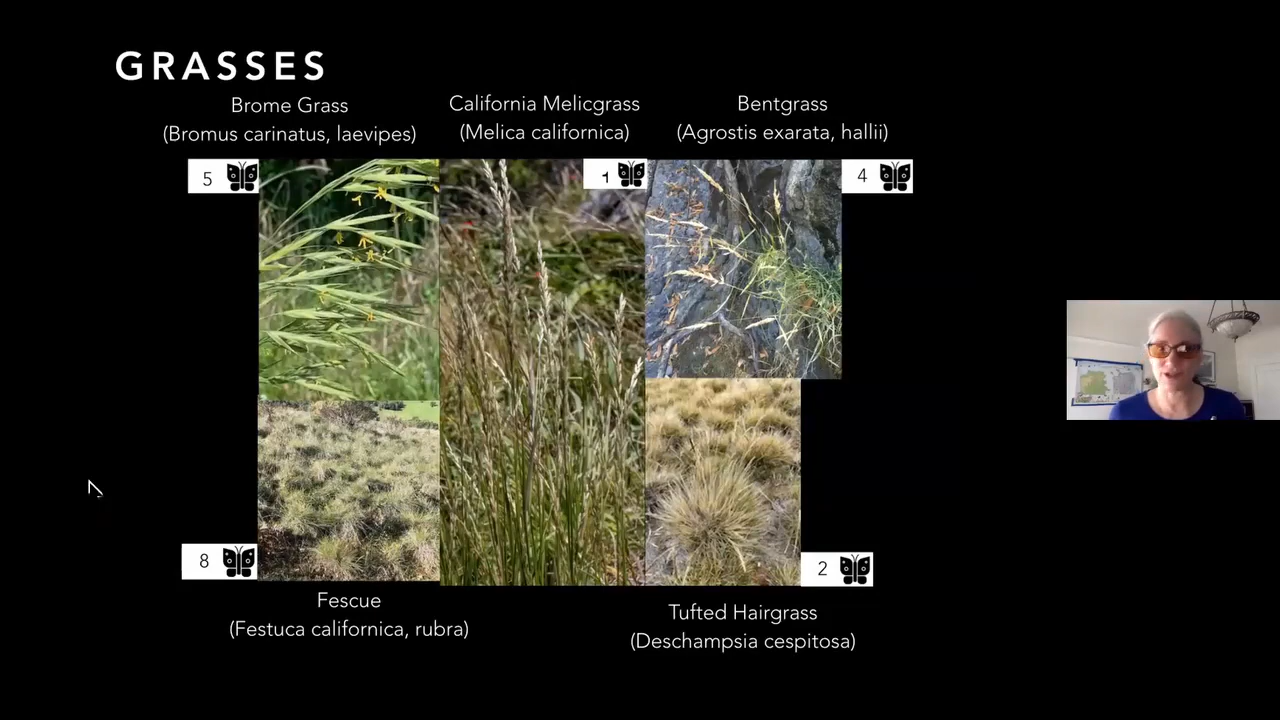 GRASSES
Brome Grass
(Bromus carinatus, laevipes)
California Melicgrass
(Melica californica)
Bentgrass
(Agrostis exarata, hallii)
5
1
4
8
2
Fescue
(Festuca californica, rubra)
Tufted Hairgrass
(Deschampsia cespitosa)